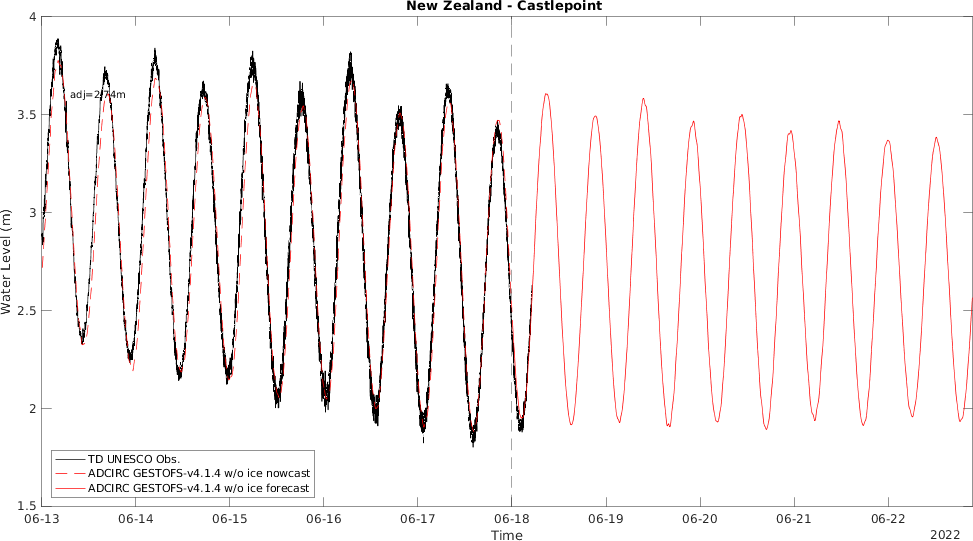 New Zealand - Castlepoint
Water Level (m)
4
3.5
3
2.5
2
1.5
adj=2.74m
TD UNESCO Obs.
ADCIRC GESTOFS-v4.1.4 w/o ice nowcast
ADCIRC GESTOFS-v4.1.4 w/o ice forecast
06-13 06-14 06-15 06-16 06-17 06-18 06-19 06-20 06-21 06-22
Time
2022